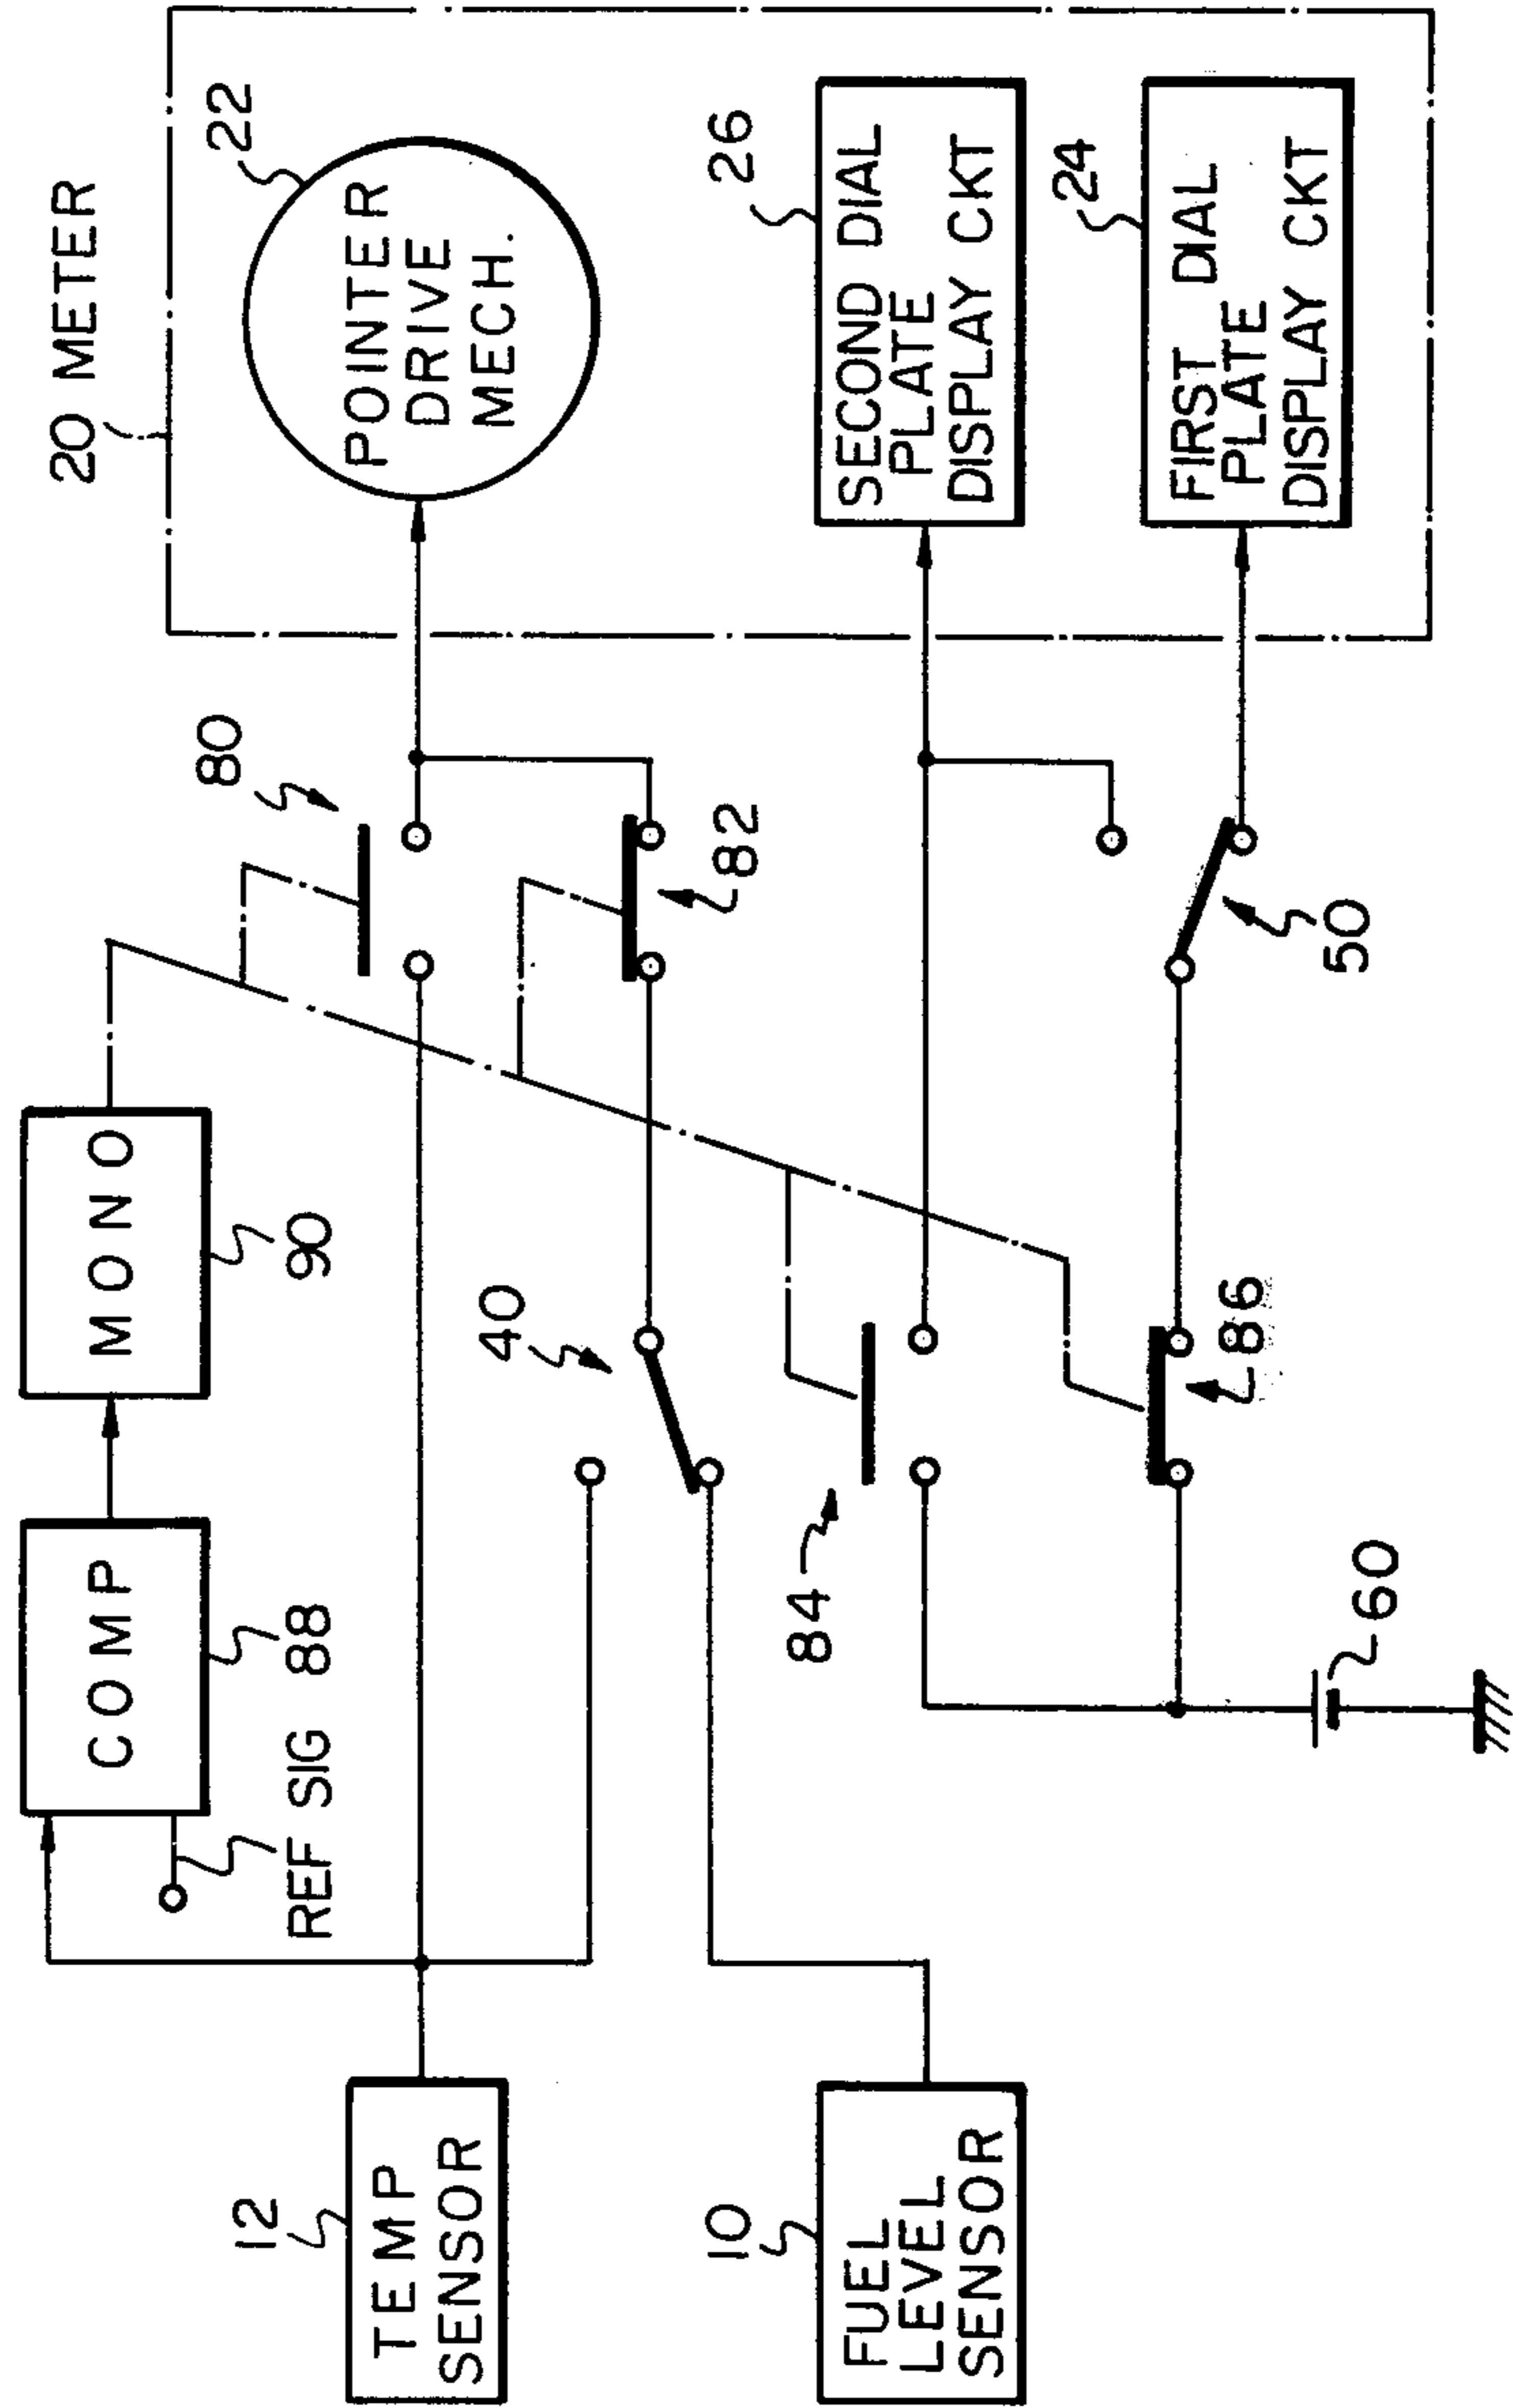 20 METER
22
POINTER
DRIVE
MECH.
26
SECOND DIAL
PLATE
DISPLAY CKT
24
FIRST DIAL
PLATE
DISPLAY CKT
80
82
50
MONO
90
40
84
86
COMP
88
REF SIG
60
12
TEMP
SENSOR
10
FUEL
LEVEL
SENSOR